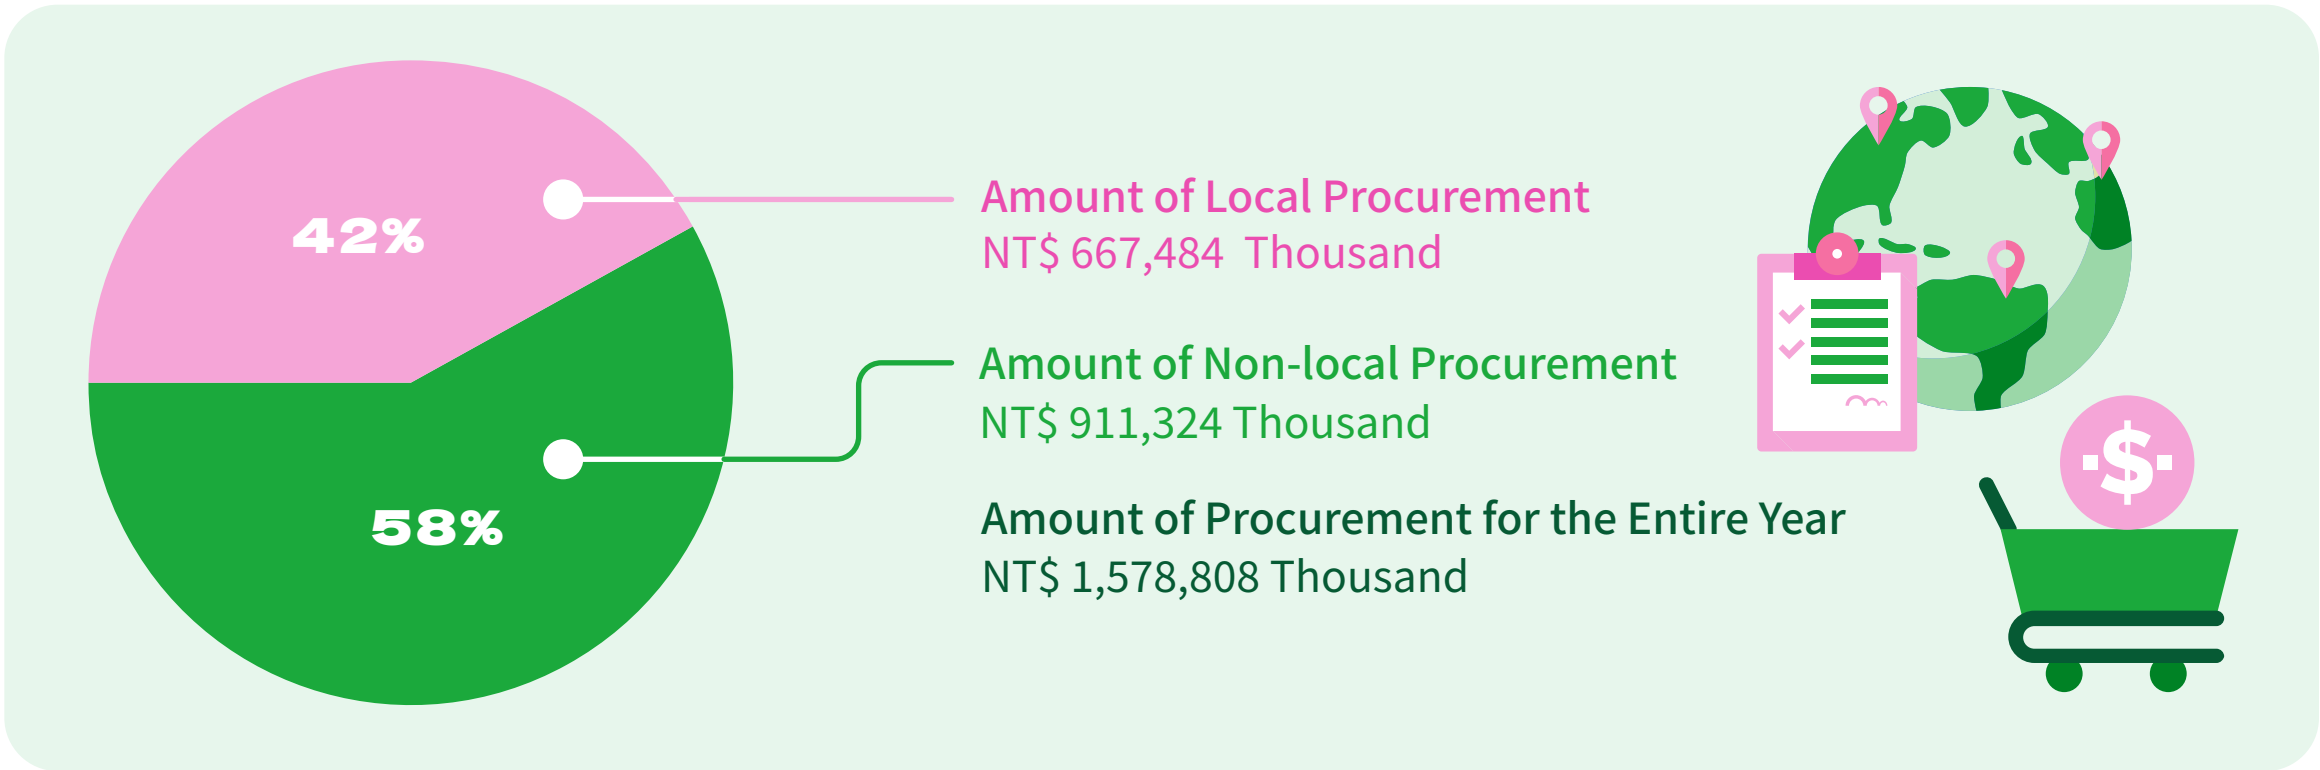 42%
Amount of Local Procurement
NT$ 667,484 Thousand
Amount of Non-local Procurement
NT$ 911,324 Thousand
58%
Amount of Procurement for the Entire Year
NT$ 1,578,808 Thousand
$